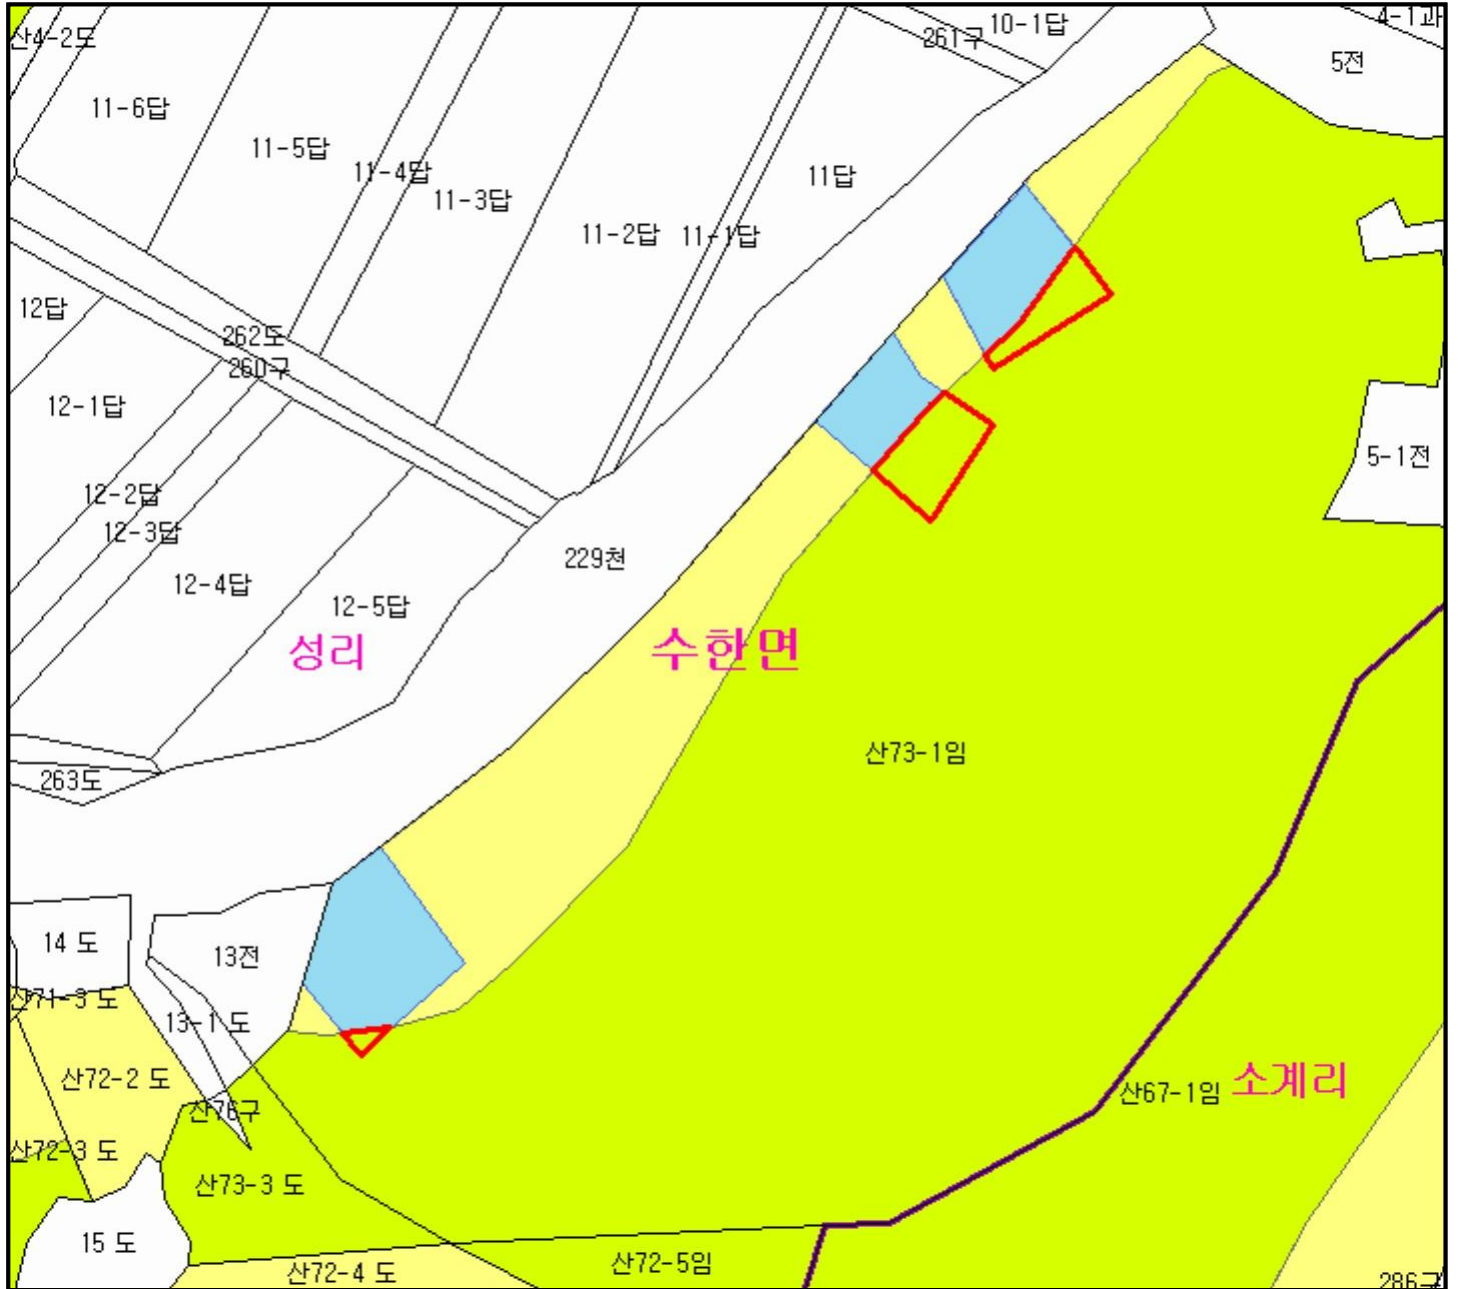 산4-2도
261구
10-1답
4-1과
5전
11-6답
11-5답
11-4답
11-3답
11-2답
11-1답
11답
12답
262도
260구
12-1답
5-1전
12-2답
12-3답
12-4답
12-5답
229천
성리
수한면
산73-1임
263도
14 도
13전
산71-3 도
13-1 도
산72-2 도
산76구
산67-1임
소계리
산72-3 도
산73-3 도
15 도
산72-4 도
산72-5임
286구